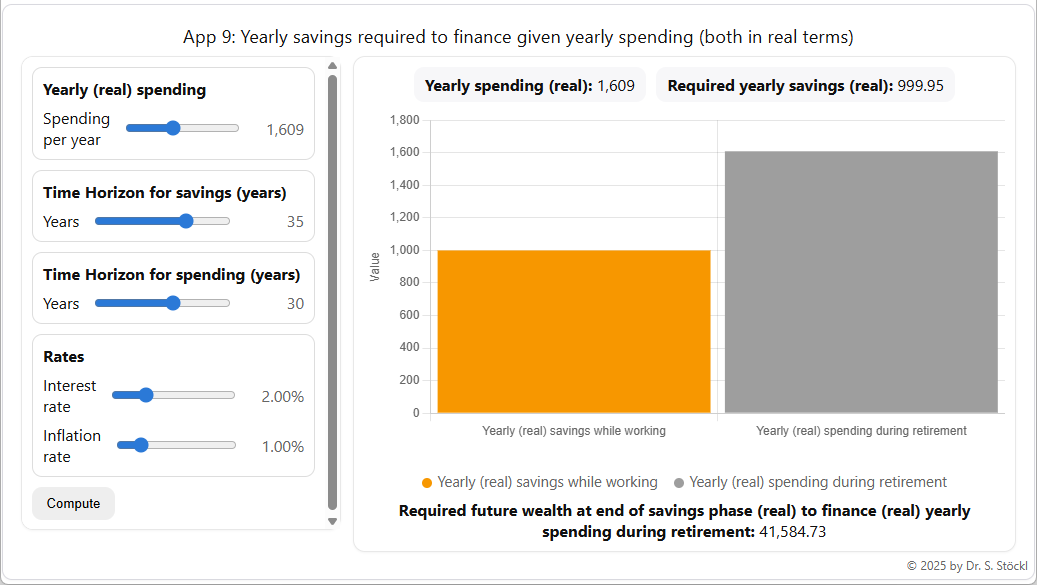 App 9: Yearly savings required to finance given yearly spending (both in real terms)
Yearly (real) spending
Spending
per year
1,609
Time Horizon for savings (years)
Years
35
Time Horizon for spending (years)
Years
30
Rates
Interest
rate
2.00%
Inflation
rate
1.00%
Compute
Yearly spending (real): 1,609
Required yearly savings (real): 999.95
Value
1,800
1,600
1,400
1,200
1,000
800
600
400
200
0
Yearly (real) savings while working
Yearly (real) spending during retirement
Yearly (real) savings while working
Yearly (real) spending during retirement
Required future wealth at end of savings phase (real) to finance (real) yearly
spending during retirement: 41,584.73
© 2025 by Dr. S. Stöckl